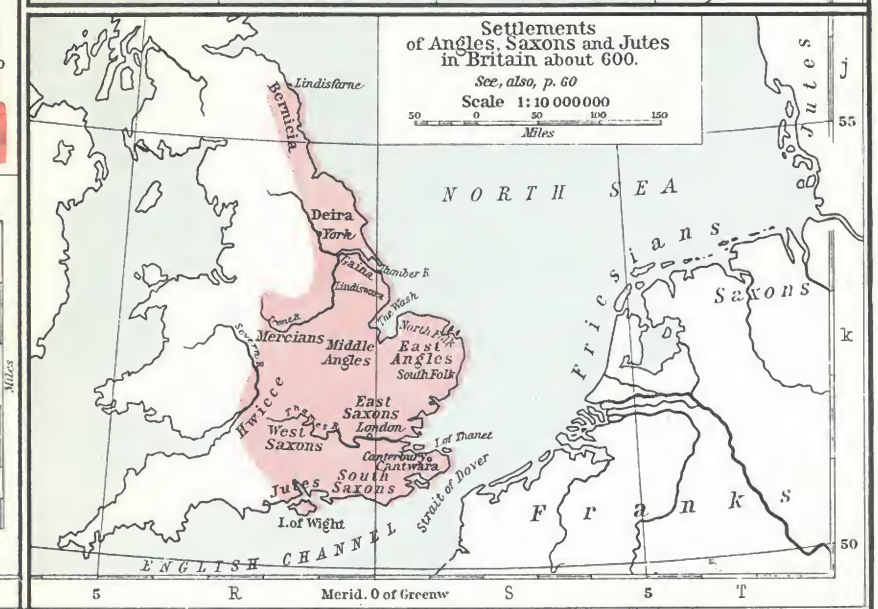 Settlements
of Angles, Saxons and Jutes
in Britain about 600.
See, also, p. 60
Scale 1:10 000 000
50 0 50 100 150
Miles
j
55
Jutes
Lindisfarne
Bernicia
NORTH SEA
Deira
York
Gaina
Humber R
Lindiswara
The Wash
Frisians
Saxons
k
Miles
Severn R
Trent R
Mercians
Middle
Angles
North Folk
East
Angles
South Folk
Hwicce
East
Saxons
Thames R
London
West
Saxons
I. of Thanet
Canterbury
Cantwara
South
Saxons
Jutes
Strait of Dover
Franks
I. of Wight
ENGLISH CHANNEL
50
5 R Merid. 0 of Greenw S 5 T